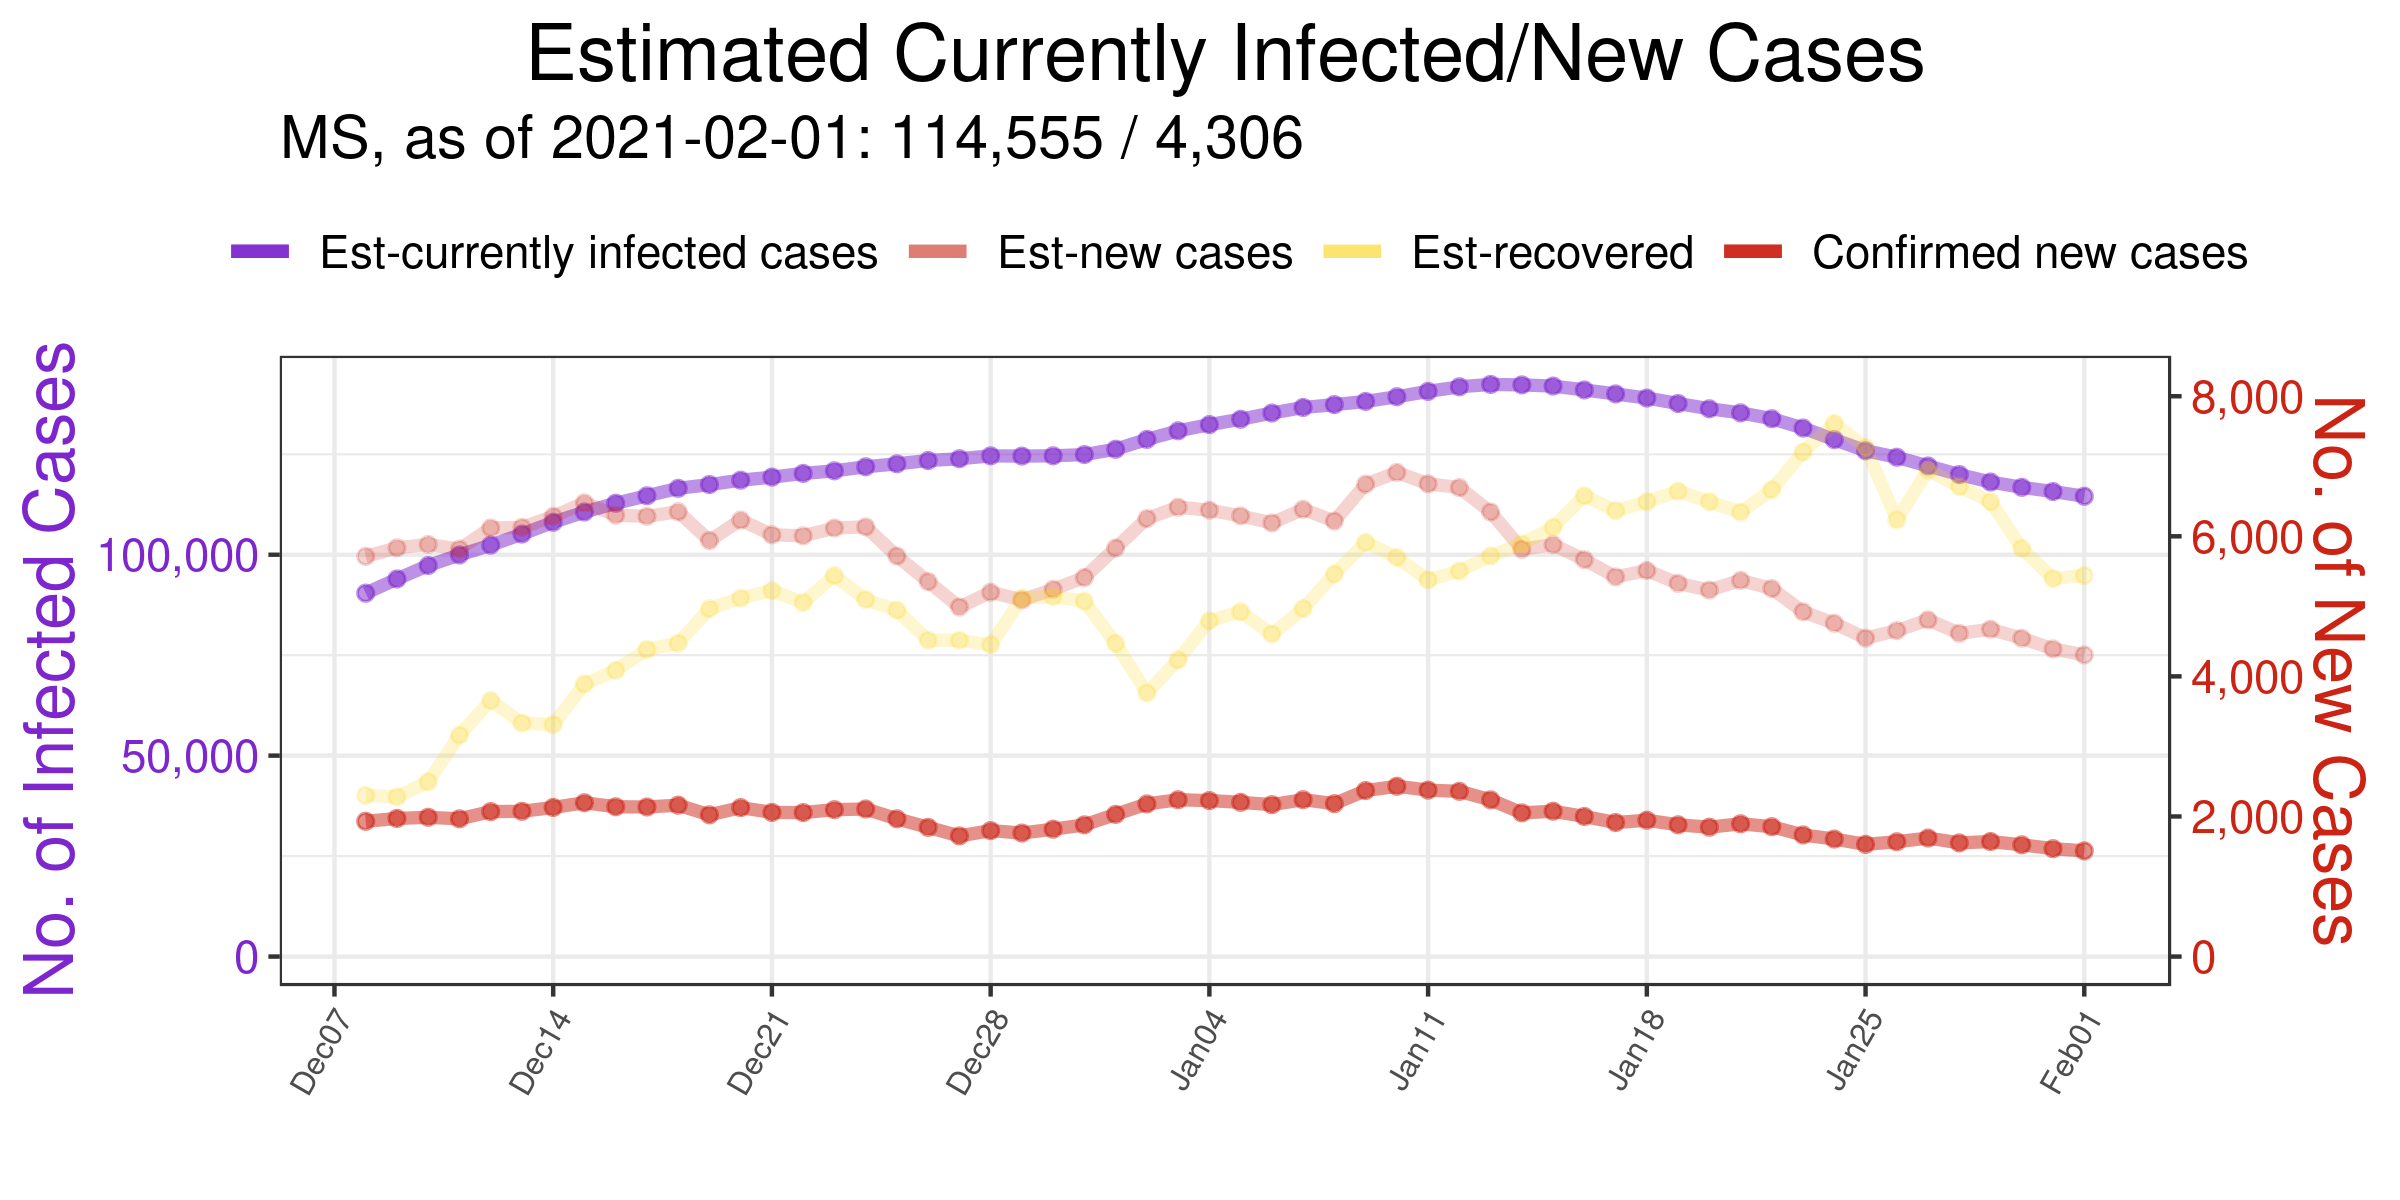 Estimated Currently Infected/New Cases
MS, as of 2021-02-01: 114,555 / 4,306
Est-currently infected cases Est-new cases Est-recovered Confirmed new cases
No. of Infected Cases
100,000
50,000
0
8,000
6,000
4,000
2,000
0
No. of New Cases
Dec07 Dec14 Dec21 Dec28 Jan04 Jan11 Jan18 Jan25 Feb01